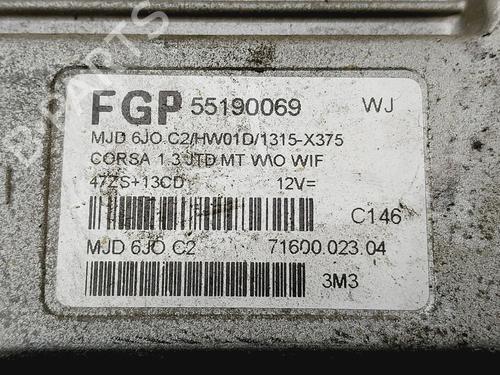 FGP 55190069 WJ
MJD 6JO.C2/HW01D/1315-X375
CORSA 1.3 JTD MT W\O WIF
47ZS+13CD 12V=
C146
MJD 6JO.C2 71600.023.04
3M3
B-PARTS